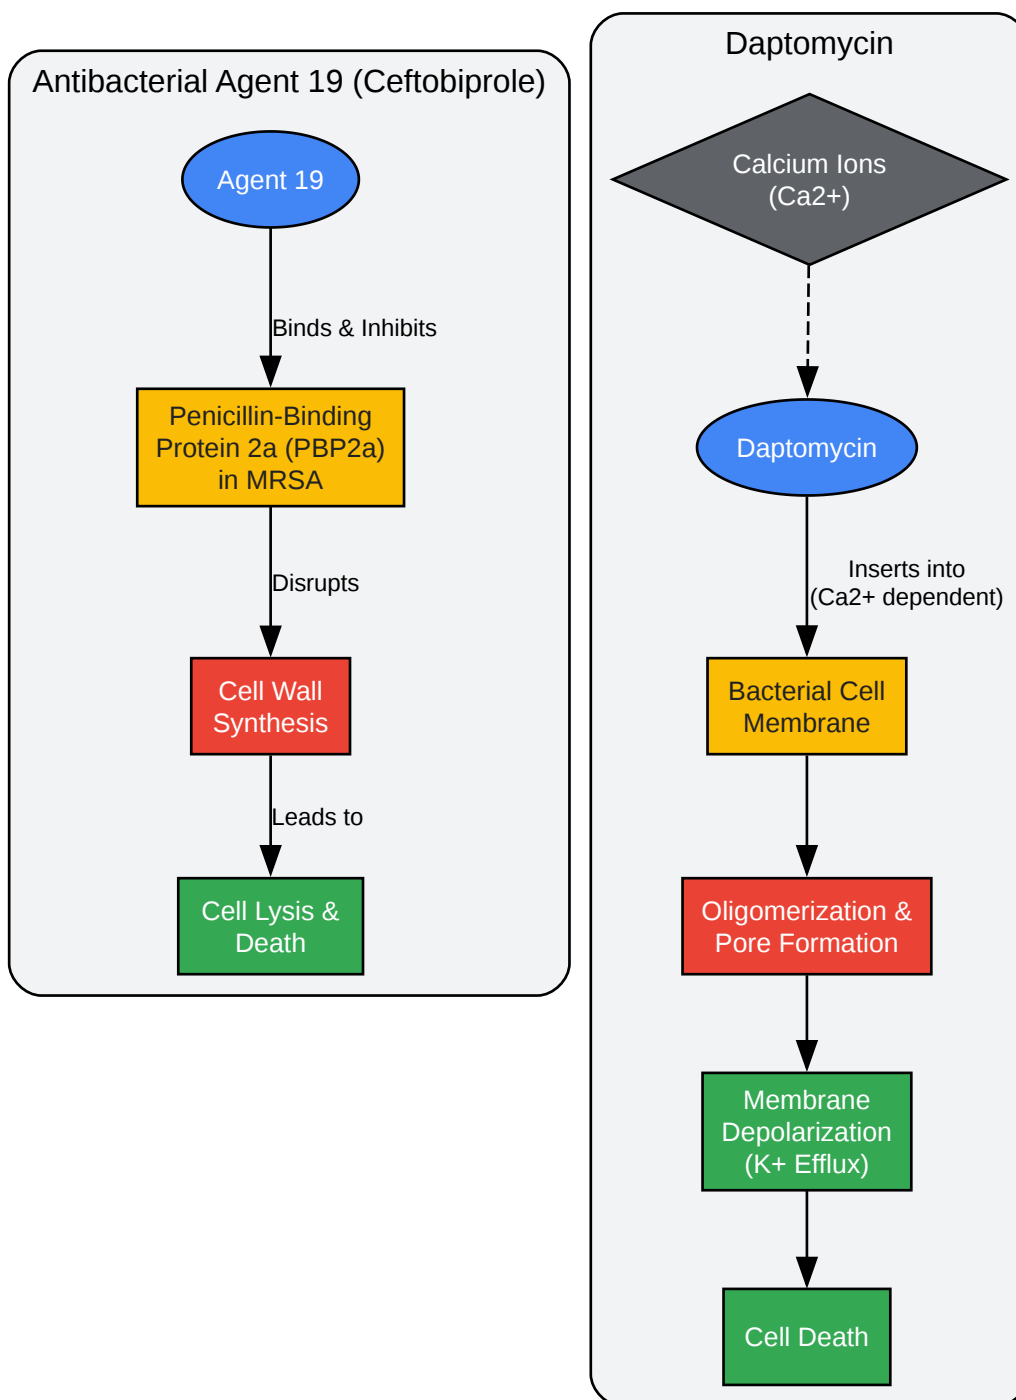 Antibacterial Agent 19 (Ceftobiprole)
Agent 19
Binds & Inhibits
Penicillin-Binding
Protein 2a (PBP2a)
in MRSA
Disrupts
Cell Wall
Synthesis
Leads to
Cell Lysis &
Death
Daptomycin
Calcium Ions
(Ca2+)
Daptomycin
Inserts into
(Ca2+ dependent)
Bacterial Cell
Membrane
Oligomerization &
Pore Formation
Membrane
Depolarization
(K+ Efflux)
Cell Death